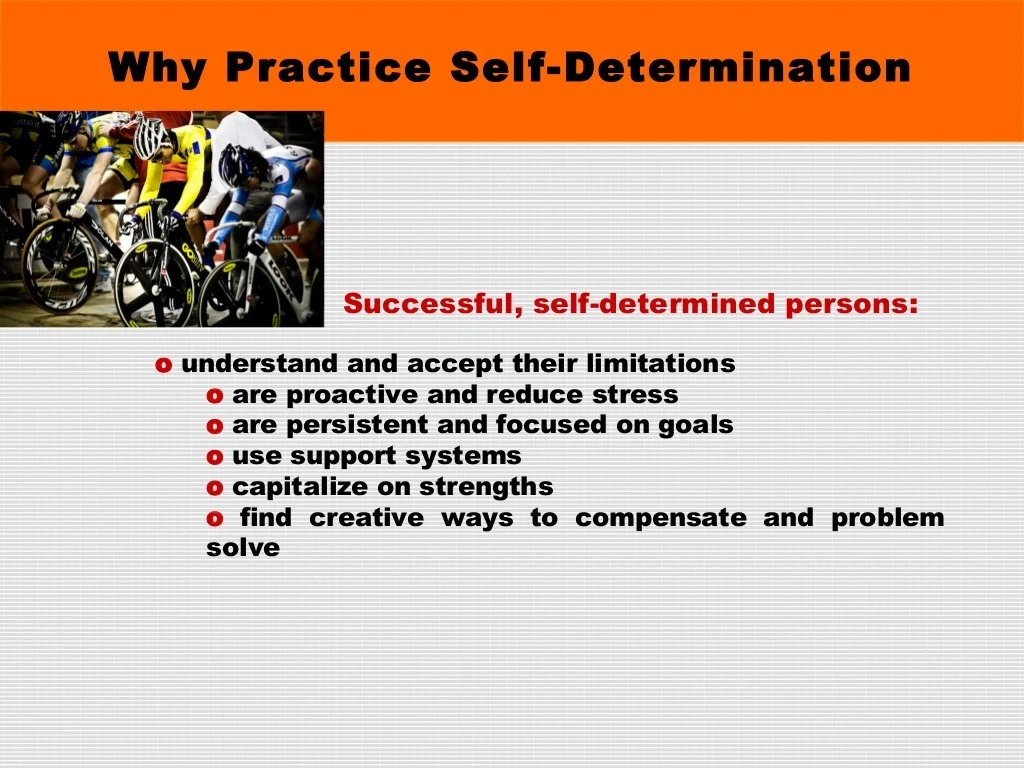 Why Practice Self-Determination
LOOK
LOOK
Successful, self-determined persons:
o understand and accept their limitations
o are proactive and reduce stress
o are persistent and focused on goals
o use support systems
o capitalize on strengths
o find creative ways to compensate and problem
solve